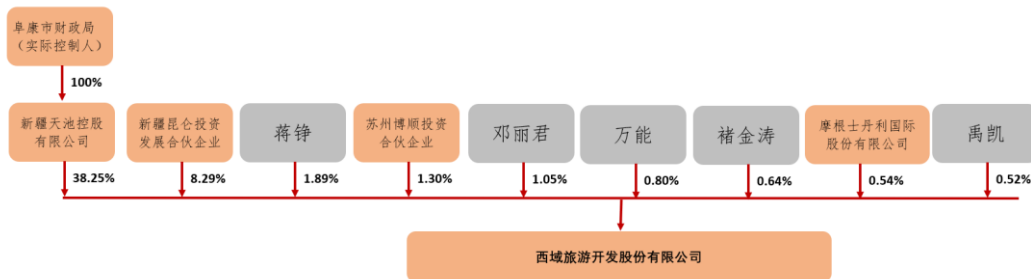 阜康市财政局
（实际控制人）
100%
新疆天池控股
有限公司
新疆昆仑投资
发展合伙企业
蒋铮
苏州博顺投资
合伙企业
邓丽君
万能
褚金涛
摩根士丹利国际
股份有限公司
禹凯
38.25%
8.29%
1.89%
1.30%
1.05%
0.80%
0.64%
0.54%
0.52%
西域旅游开发股份有限公司